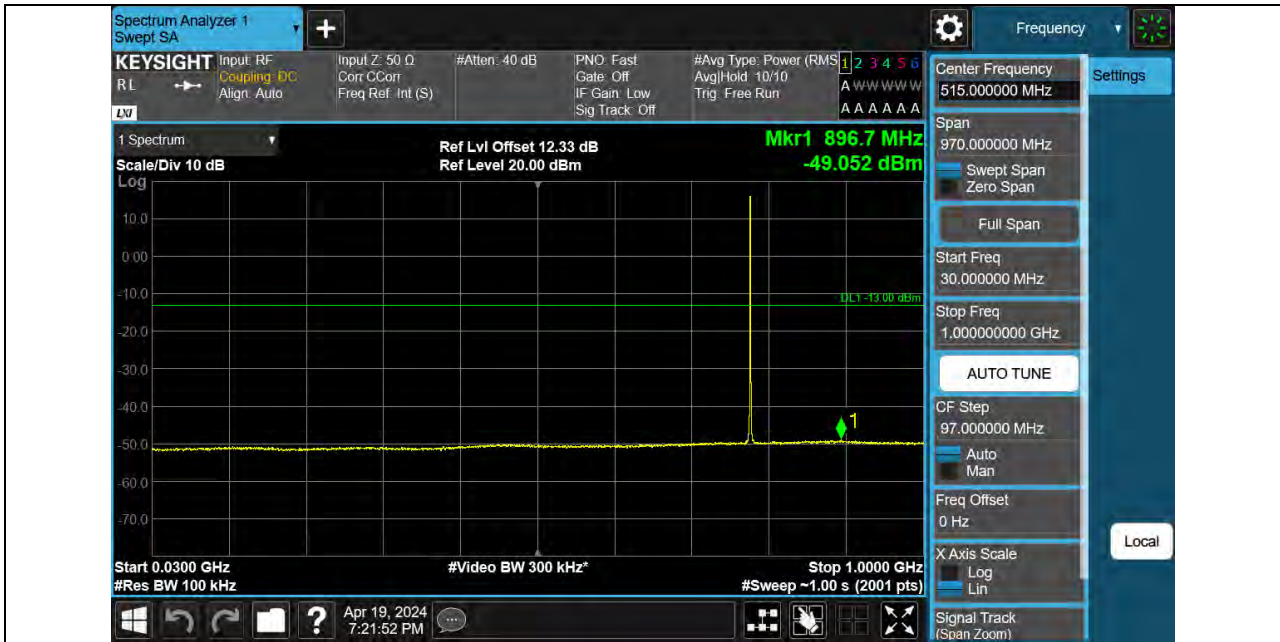 Spectrum Analyzer 1
Swept SA
+
Frequency
KEYSIGHT
RL
LXI
Input: RF
Coupling: DC
Align: Auto
Input Z: 50 Ω
Corr CCorr
Freq Ref: Int (S)
#Atten: 40 dB
PNO: Fast
Gate: Off
IF Gain: Low
Sig Track: Off
#Avg Type: Power (RMS
Avg|Hold: 10/10
Trig: Free Run
1 2 3 4 5 6
A W W W W W
A A A A A A
Center Frequency
515.000000 MHz
Settings
1 Spectrum
Scale/Div 10 dB
Ref Lvl Offset 12.33 dB
Ref Level 20.00 dBm
Mkr1 896.7 MHz
-49.052 dBm
Span
970.000000 MHz
Swept Span
Zero Span
Full Span
Start Freq
30.000000 MHz
Stop Freq
1.000000000 GHz
AUTO TUNE
CF Step
97.000000 MHz
Auto
Man
Freq Offset
0 Hz
X Axis Scale
Log
Lin
Signal Track
(Span Zoom)
Local
Log
10.0
0.00
-10.0
DL1 -13.00 dBm
-20.0
-30.0
-40.0
1
-50.0
-60.0
-70.0
Start 0.0300 GHz
#Video BW 300 kHz*
Stop 1.0000 GHz
#Res BW 100 kHz
#Sweep ~1.00 s (2001 pts)
?
Apr 19, 2024
7:21:52 PM